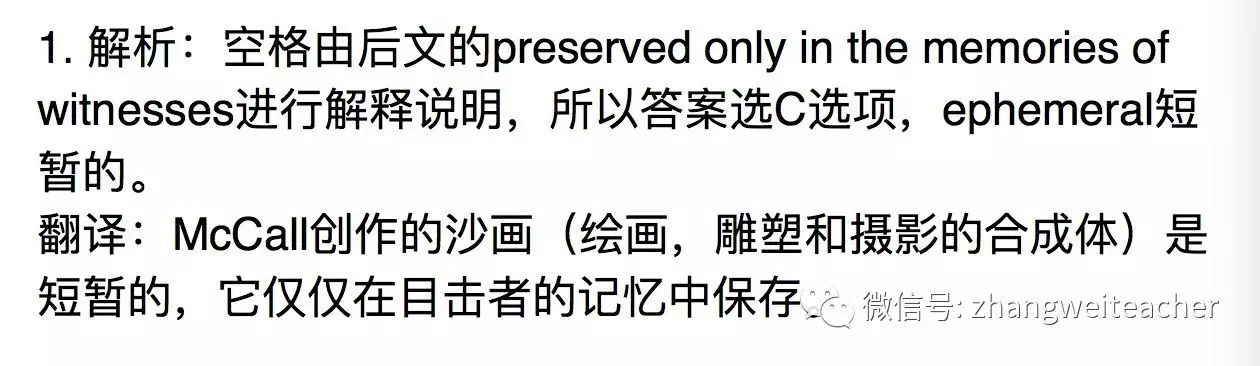 1. 解析：空格由后文的preserved only in the memories of
witnesses进行解释说明，所以答案选C选项，ephemeral短
暂的。
翻译：McCall创作的沙画（绘画，雕塑和摄影的合成体）是
短暂的，它仅仅在目击者的记忆中保存。
微信号: zhangweiteacher